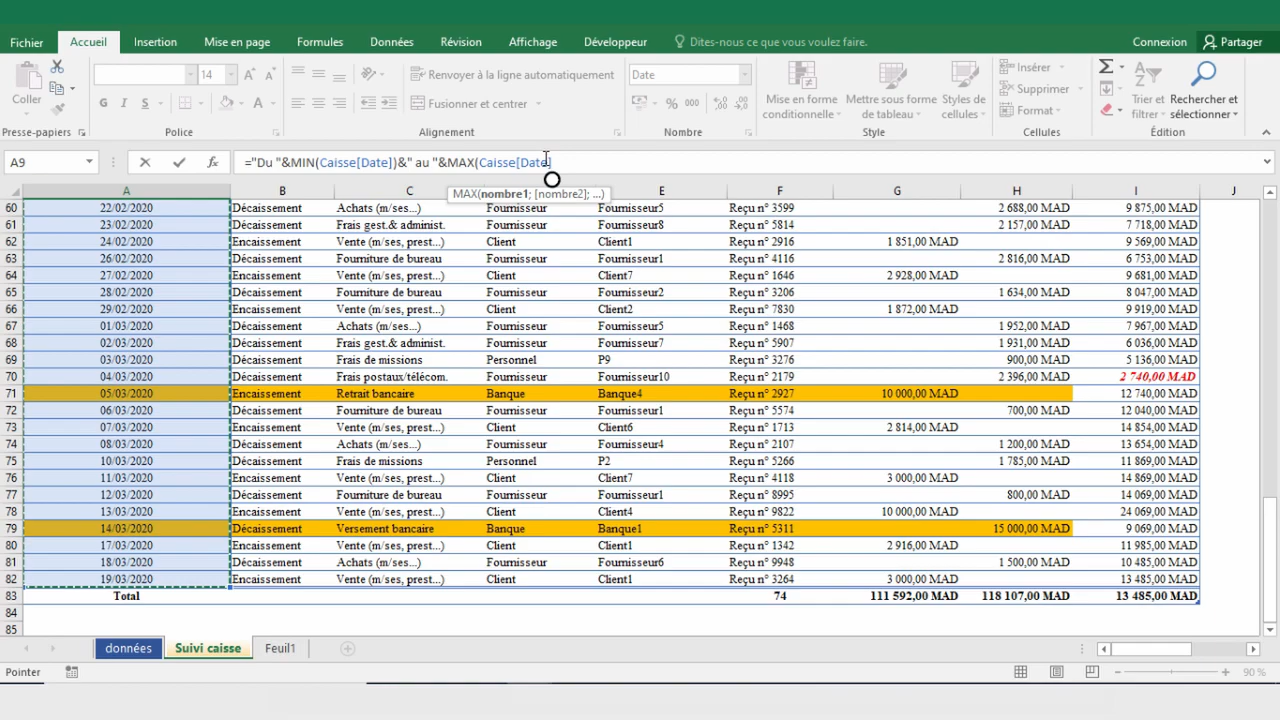 Fichier Accueil Insertion Mise en page Formules Données Révision Affichage Développeur Dites-nous ce que vous voulez faire. Connexion Partager
14 Renvoyer à la ligne automatiquement Date Insérer
Coller G I S Fusionner et centrer % 000 Mise en forme conditionnelle Mettre sous forme de tableau Styles de cellules Supprimer Format Trier et filtrer Rechercher et sélectionner
Presse-papiers Police Alignement Nombre Style Cellules Édition
A9 fx ="Du "&MIN(Caisse[Date])&" au "&MAX(Caisse[Date]
MAX(nombre1; [nombre2]; ...)
A B C E F G H I J
60 22/02/2020 Décaissement Achats (m/ses...) Fournisseur Fournisseur5 Reçu n° 3599 2 688,00 MAD 9 875,00 MAD
61 23/02/2020 Décaissement Frais gest.& administ. Fournisseur Fournisseur8 Reçu n° 5814 2 157,00 MAD 7 718,00 MAD
62 24/02/2020 Encaissement Vente (m/ses, prest...) Client Client1 Reçu n° 2916 1 851,00 MAD 9 569,00 MAD
63 26/02/2020 Décaissement Fourniture de bureau Fournisseur Fournisseur1 Reçu n° 4116 2 816,00 MAD 6 753,00 MAD
64 27/02/2020 Encaissement Vente (m/ses, prest...) Client Client7 Reçu n° 1646 2 928,00 MAD 9 681,00 MAD
65 28/02/2020 Décaissement Fourniture de bureau Fournisseur Fournisseur2 Reçu n° 3206 1 634,00 MAD 8 047,00 MAD
66 29/02/2020 Encaissement Vente (m/ses, prest...) Client Client2 Reçu n° 7830 1 872,00 MAD 9 919,00 MAD
67 01/03/2020 Décaissement Achats (m/ses...) Fournisseur Fournisseur5 Reçu n° 1468 1 952,00 MAD 7 967,00 MAD
68 02/03/2020 Décaissement Frais gest.& administ. Fournisseur Fournisseur7 Reçu n° 5907 1 931,00 MAD 6 036,00 MAD
69 03/03/2020 Décaissement Frais de missions Personnel P9 Reçu n° 3276 900,00 MAD 5 136,00 MAD
70 04/03/2020 Décaissement Frais postaux/télécom. Fournisseur Fournisseur10 Reçu n° 2179 2 396,00 MAD 2 740,00 MAD
71 05/03/2020 Encaissement Retrait bancaire Banque Banque4 Reçu n° 2927 10 000,00 MAD 12 740,00 MAD
72 06/03/2020 Décaissement Fourniture de bureau Fournisseur Fournisseur1 Reçu n° 5574 700,00 MAD 12 040,00 MAD
73 07/03/2020 Encaissement Vente (m/ses, prest...) Client Client6 Reçu n° 1713 2 814,00 MAD 14 854,00 MAD
74 08/03/2020 Décaissement Achats (m/ses...) Fournisseur Fournisseur4 Reçu n° 2107 1 200,00 MAD 13 654,00 MAD
75 10/03/2020 Décaissement Frais de missions Personnel P2 Reçu n° 5266 1 785,00 MAD 11 869,00 MAD
76 11/03/2020 Encaissement Vente (m/ses, prest...) Client Client7 Reçu n° 4118 3 000,00 MAD 14 869,00 MAD
77 12/03/2020 Décaissement Fourniture de bureau Fournisseur Fournisseur1 Reçu n° 8995 800,00 MAD 14 069,00 MAD
78 13/03/2020 Encaissement Vente (m/ses, prest...) Client Client4 Reçu n° 9822 10 000,00 MAD 24 069,00 MAD
79 14/03/2020 Décaissement Versement bancaire Banque Banque1 Reçu n° 5311 15 000,00 MAD 9 069,00 MAD
80 17/03/2020 Encaissement Vente (m/ses, prest...) Client Client1 Reçu n° 1342 2 916,00 MAD 11 985,00 MAD
81 18/03/2020 Décaissement Achats (m/ses...) Fournisseur Fournisseur6 Reçu n° 9948 1 500,00 MAD 10 485,00 MAD
82 19/03/2020 Encaissement Vente (m/ses, prest...) Client Client1 Reçu n° 3264 3 000,00 MAD 13 485,00 MAD
83 Total 74 111 592,00 MAD 118 107,00 MAD 13 485,00 MAD
84
85
données Suivi caisse Feuil1
Pointer 90 %